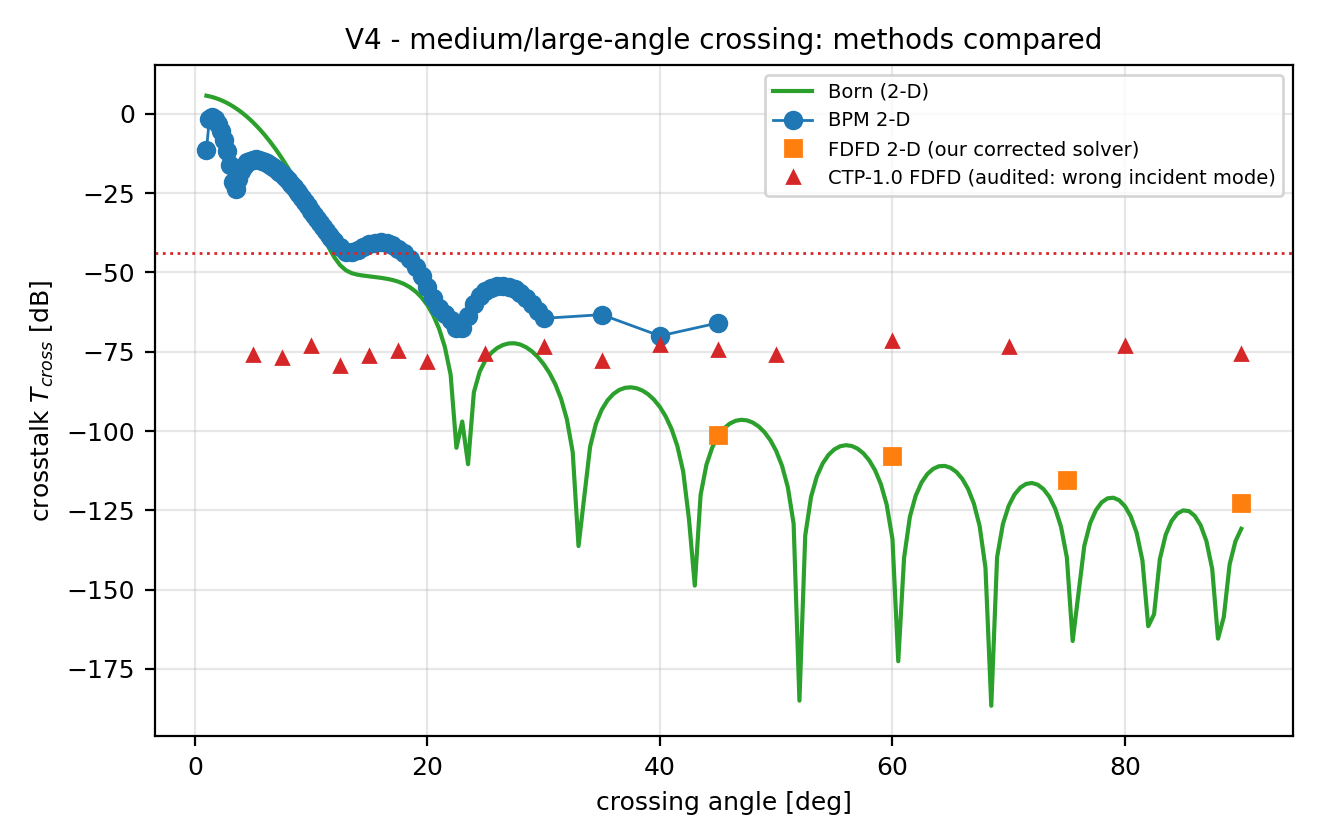 V4 - medium/large-angle crossing: methods compared
Born (2-D)
BPM 2-D
FDFD 2-D (our corrected solver)
CTP-1.0 FDFD (audited: wrong incident mode)
crosstalk T_cross [dB]
0
−25
−50
−75
−100
−125
−150
−175
0 20 40 60 80
crossing angle [deg]